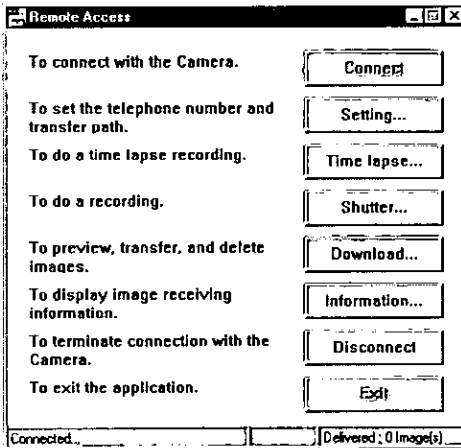 Remote Access
To connect with the Camera.
Connect
To set the telephone number and
transfer path.
Setting...
To do a time lapse recording.
Time lapse...
To do a recording.
Shutter...
To preview, transfer, and delete
images.
Download...
To display image receiving
information.
Information...
To terminate connection with the
Camera.
Disconnect
To exit the application.
Exit
Connected...
Delivered : 0 Image(s)